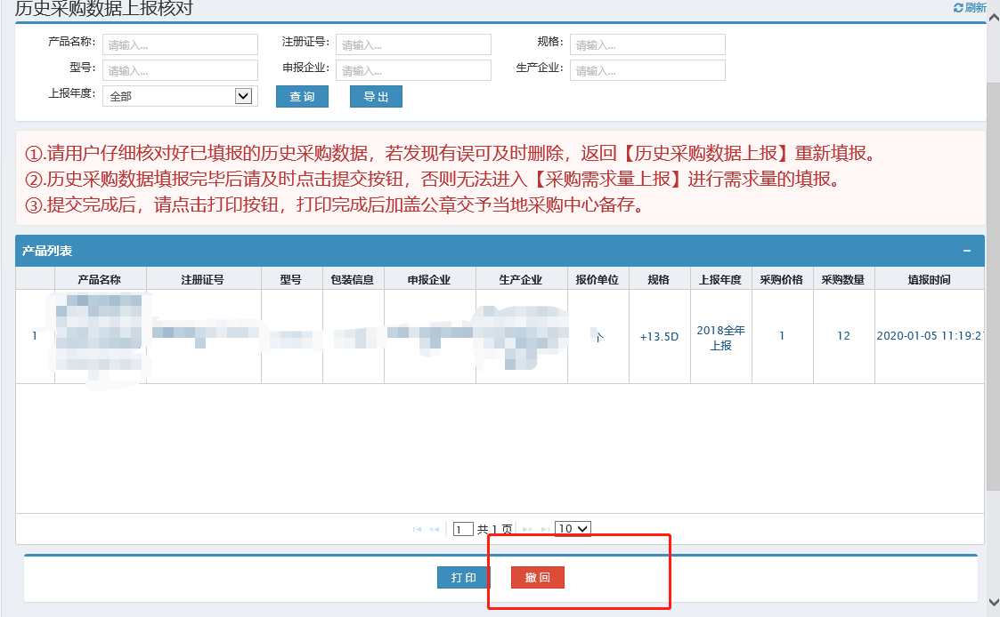 历史采购数据上报核对
刷新
产品名称: 请输入... 注册证号: 请输入... 规格: 请输入...
型号: 请输入... 申报企业: 请输入... 生产企业: 请输入...
上报年度: 全部 查 询 导 出
①.请用户仔细核对好已填报的历史采购数据，若发现有误可及时删除，返回【历史采购数据上报】重新填报。
②.历史采购数据填报完毕后请及时点击提交按钮，否则无法进入【采购需求量上报】进行需求量的填报。
③.提交完成后，请点击打印按钮，打印完成后加盖公章交予当地采购中心备存。
产品列表
产品名称 注册证号 型号 包装信息 申报企业 生产企业 报价单位 规格 上报年度 采购价格 采购数量 填报时间
1 个 +13.5D 2018全年上报 1 12 2020-01-05 11:19:21
1 共 1 页 10
打 印 撤 回